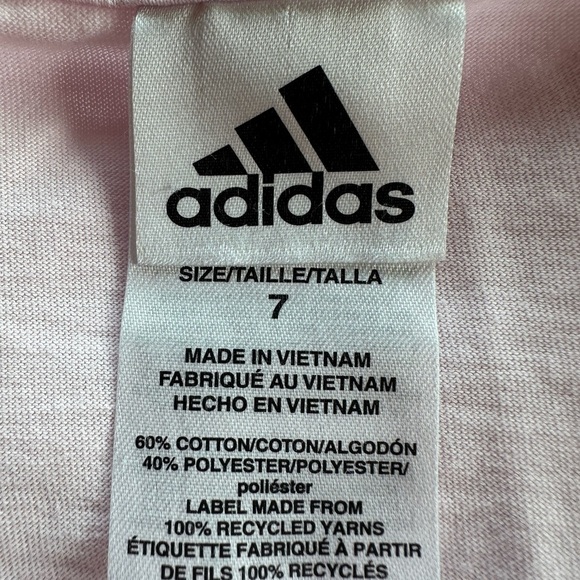 adidas
SIZE/TAILLE/TALLA
7
MADE IN VIETNAM
FABRIQUÉ AU VIETNAM
HECHO EN VIETNAM
60% COTTON/COTON/ALGODÓN
40% POLYESTER/POLYESTER/
poliéster
LABEL MADE FROM
100% RECYCLED YARNS
ÉTIQUETTE FABRIQUÉ À PARTIR
DE FILS 100% RECYCLÉS